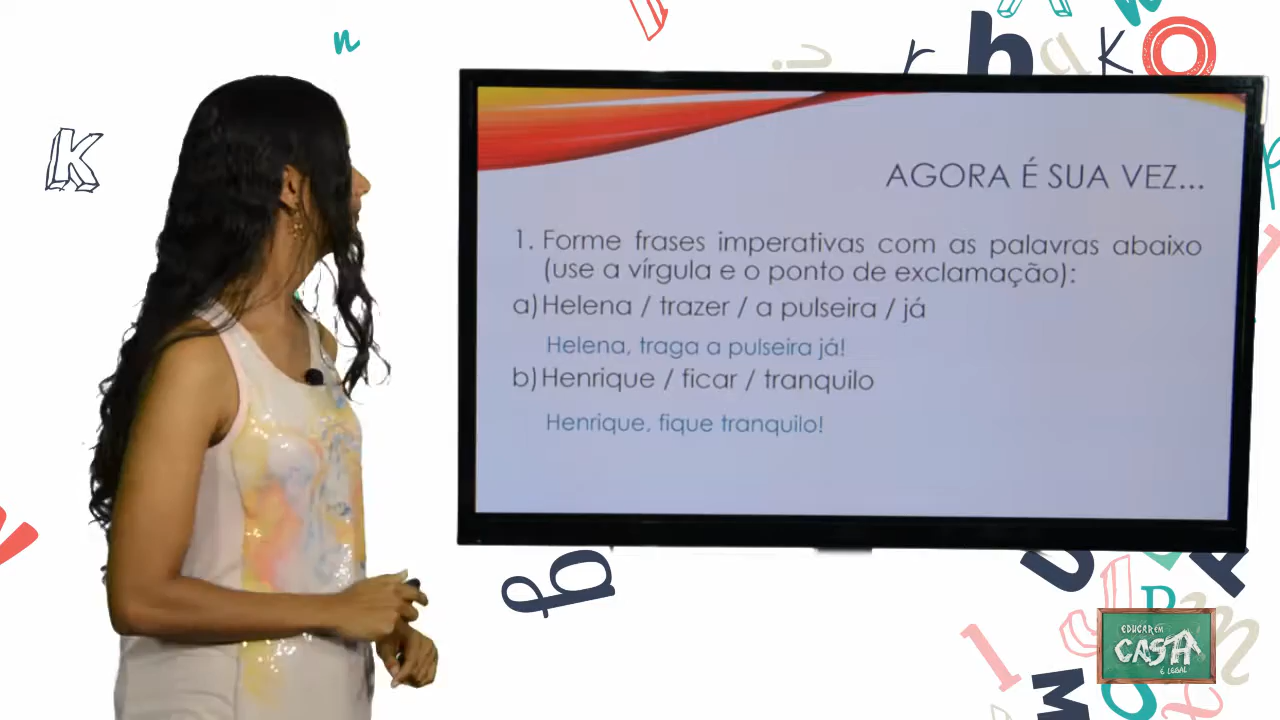 AGORA É SUA VEZ...
1. Forme frases imperativas com as palavras abaixo
(use a vírgula e o ponto de exclamação):
a) Helena / trazer / a pulseira / já
Helena, traga a pulseira já!
b) Henrique / ficar / tranquilo
Henrique, fique tranquilo!
EDUCAR EM
CASA
É LEGAL